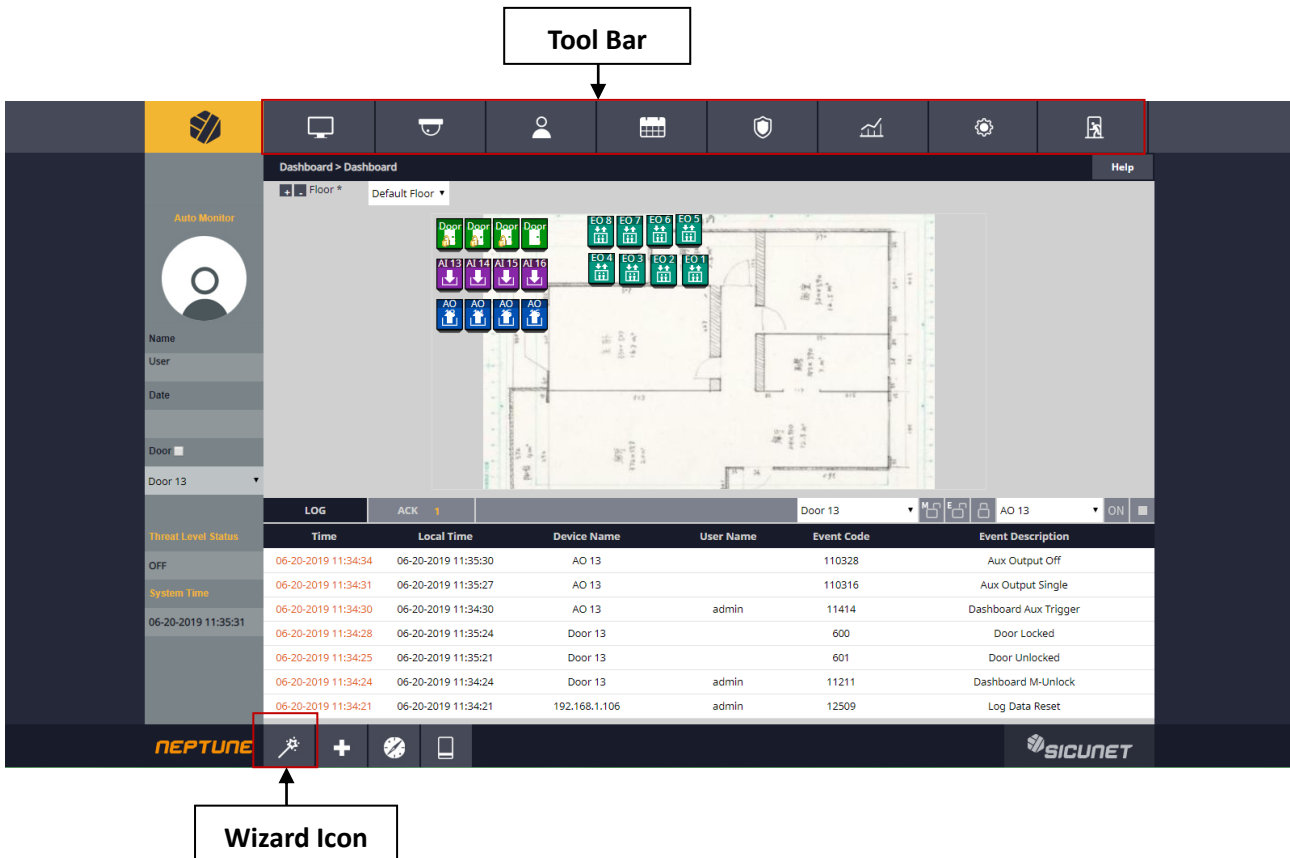 Tool Bar
Dashboard > Dashboard
Help
+ - Floor * Default Floor
Auto Monitor
Door Door Door Door
EO 8 EO 7 EO 6 EO 5
AI 13 AI 14 AI 15 AI 16
EO 4 EO 3 EO 2 EO 1
AO AO AO AO
Name
User
Date
Door
Door 13
LOG ACK 1 Door 13 M E AO 13 ON
Threat Level Status
OFF
System Time
06-20-2019 11:35:31
Time Local Time Device Name User Name Event Code Event Description
06-20-2019 11:34:34 06-20-2019 11:35:30 AO 13 110328 Aux Output Off
06-20-2019 11:34:31 06-20-2019 11:35:27 AO 13 110316 Aux Output Single
06-20-2019 11:34:30 06-20-2019 11:34:30 AO 13 admin 11414 Dashboard Aux Trigger
06-20-2019 11:34:28 06-20-2019 11:35:24 Door 13 600 Door Locked
06-20-2019 11:34:25 06-20-2019 11:35:21 Door 13 601 Door Unlocked
06-20-2019 11:34:24 06-20-2019 11:34:24 Door 13 admin 11211 Dashboard M-Unlock
06-20-2019 11:34:21 06-20-2019 11:34:21 192.168.1.106 admin 12509 Log Data Reset
NEPTUNE
SICUNET
Wizard Icon